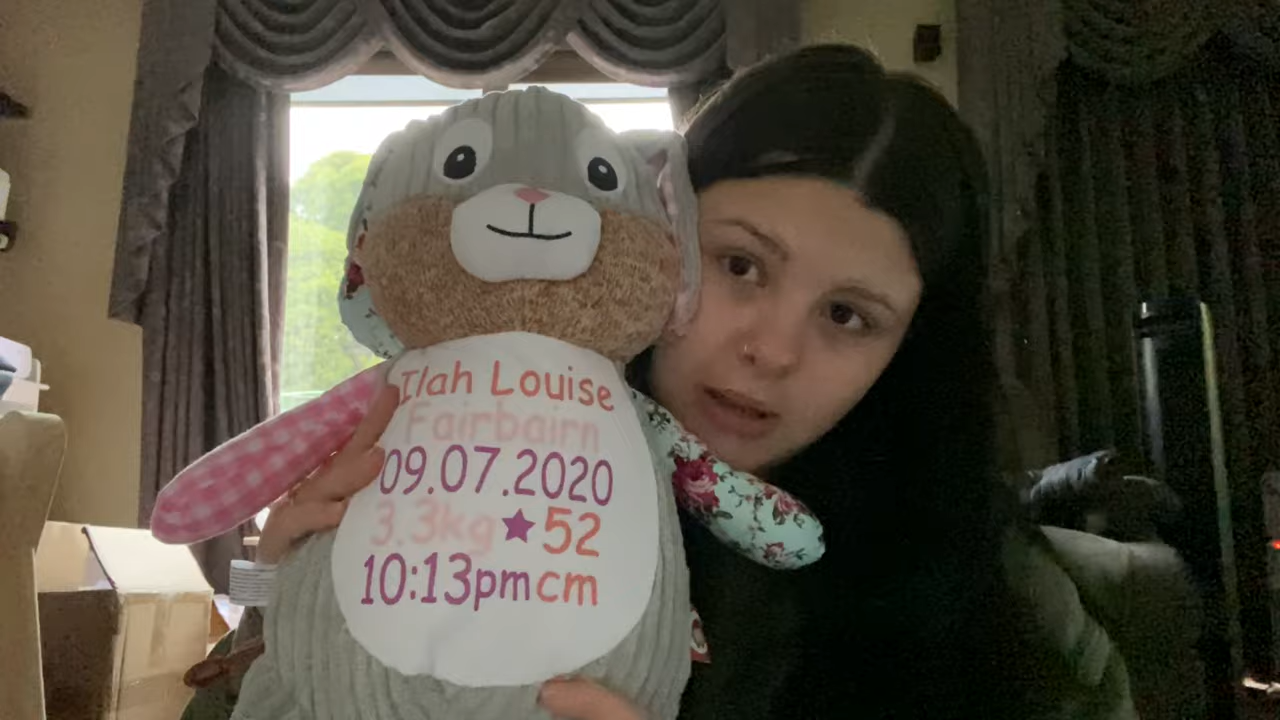 Ilah Louise
Fairbairn
09.07.2020
3.3kg ★ 52
10:13pm cm